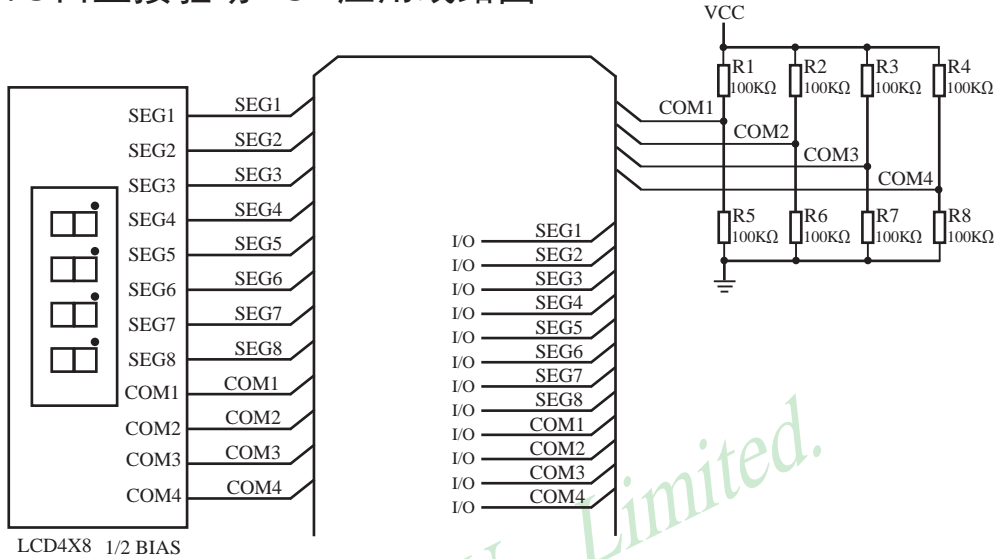 VCC
R1
100KΩ
R2
100KΩ
R3
100KΩ
R4
100KΩ
COM1
COM2
COM3
COM4
R5
100KΩ
R6
100KΩ
R7
100KΩ
R8
100KΩ
SEG1 SEG1
SEG2 SEG2
SEG3 SEG3
SEG4 SEG4
SEG5 SEG5
SEG6 SEG6
SEG7 SEG7
SEG8 SEG8
COM1 COM1
COM2 COM2
COM3 COM3
COM4 COM4
I/O SEG1
I/O SEG2
I/O SEG3
I/O SEG4
I/O SEG5
I/O SEG6
I/O SEG7
I/O SEG8
I/O COM1
I/O COM2
I/O COM3
I/O COM4
LCD4X8 1/2 BIAS
Limited.